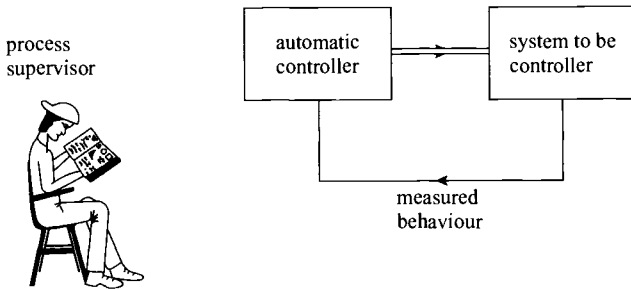 process
supervisor
automatic
controller
system to be
controller
measured
behaviour